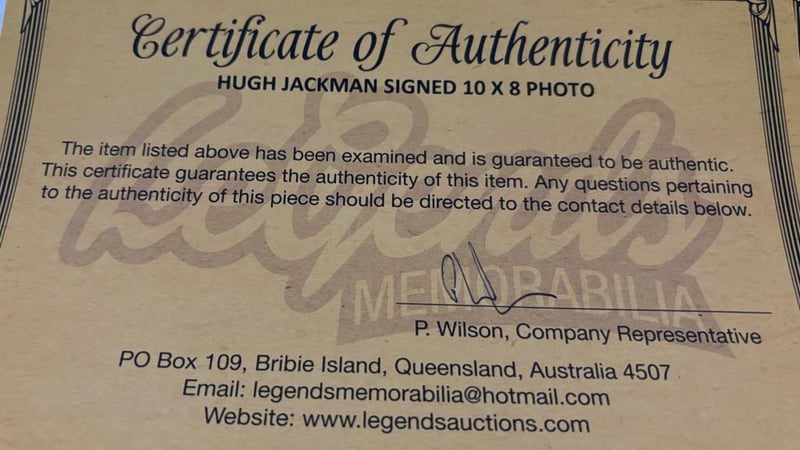 Certificate of Authenticity
HUGH JACKMAN SIGNED 10 X 8 PHOTO
Legends
MEMORABILIA
The item listed above has been examined and is guaranteed to be authentic.
This certificate guarantees the authenticity of this item. Any questions pertaining
to the authenticity of this piece should be directed to the contact details below.
P. Wilson, Company Representative
PO Box 109, Bribie Island, Queensland, Australia 4507
Email: legendsmemorabilia@hotmail.com
Website: www.legendsauctions.com